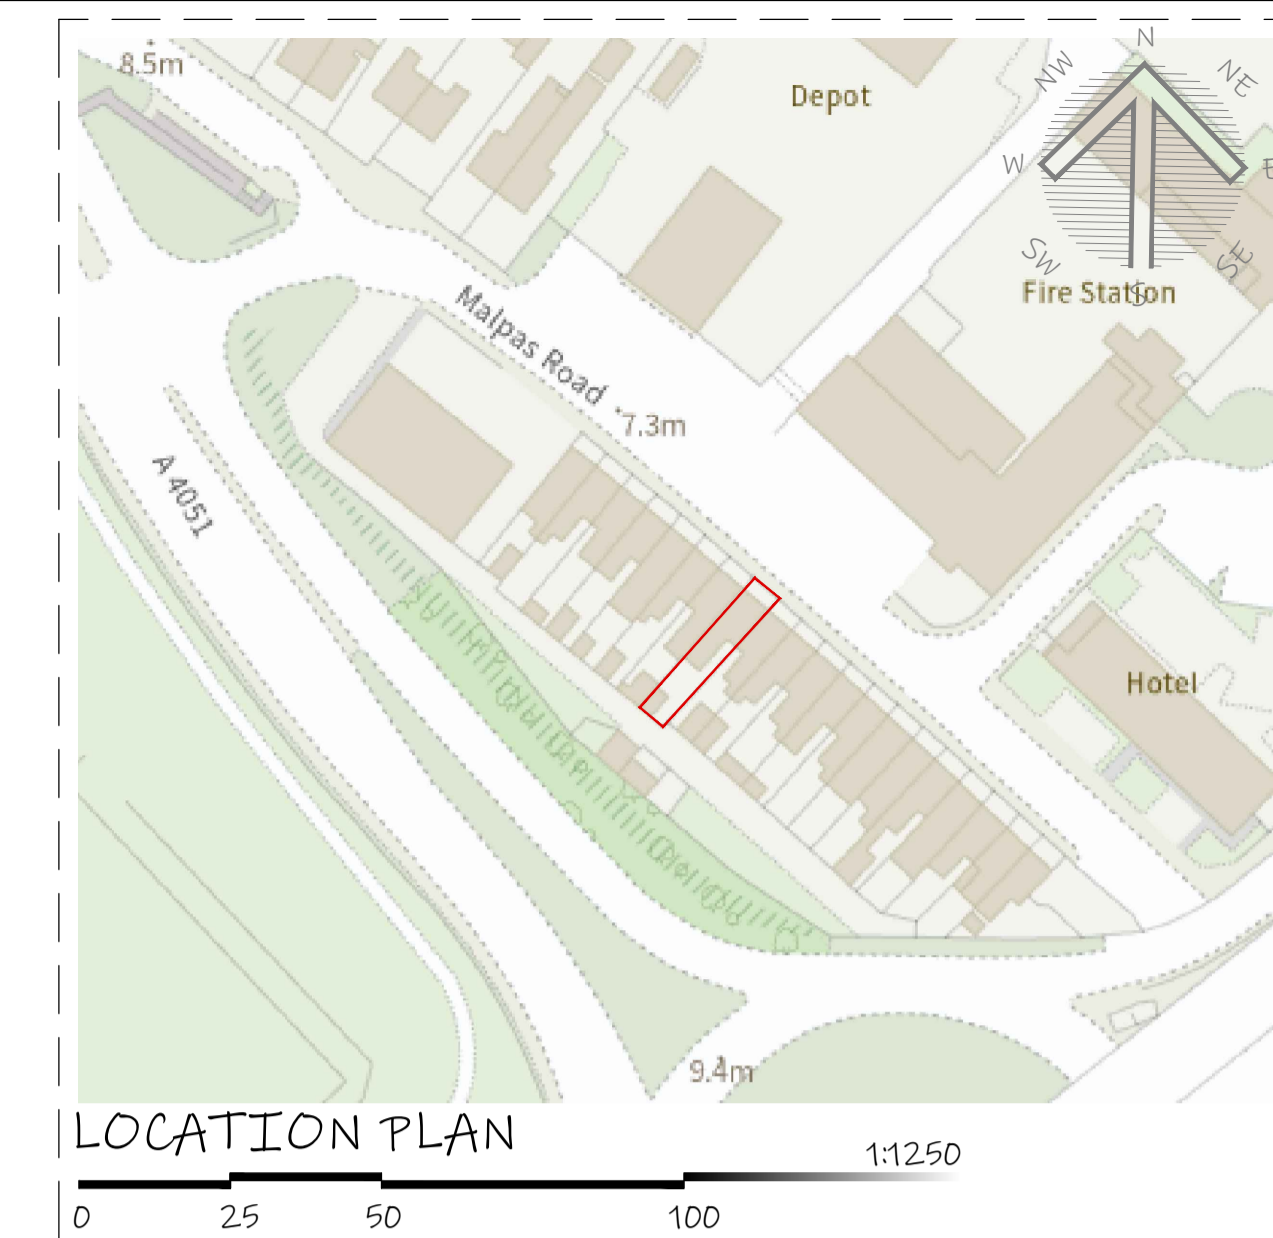 8.5m
Depot
N
NW
NE
W
E
SW
SE
S
Fire Station
Malpas Road
7.3m
A 4051
Hotel
9.4m
LOCATION PLAN
1:1250
0 25 50 100